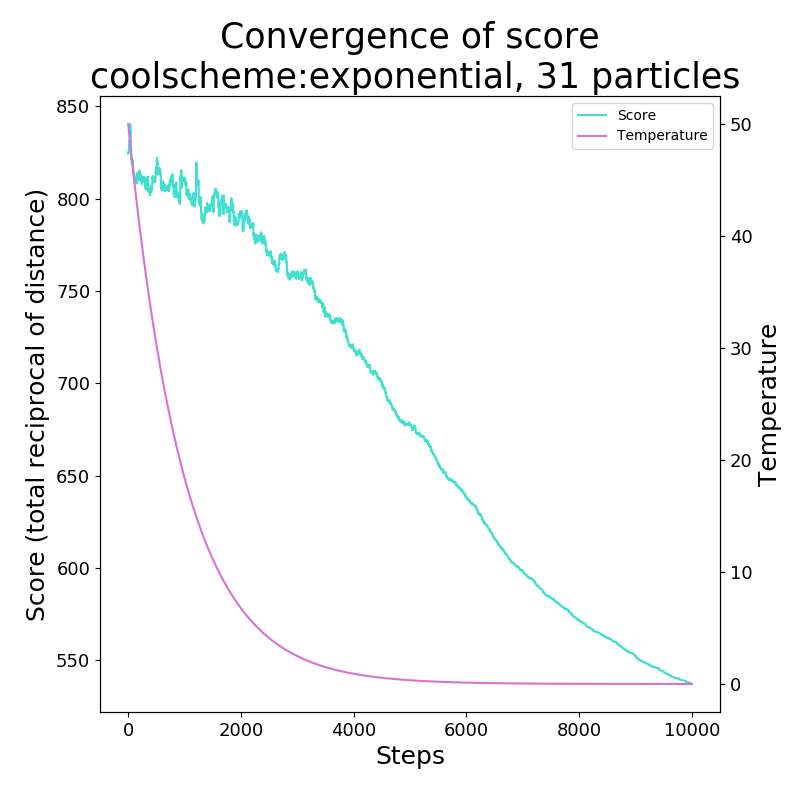 Convergence of score
coolscheme:exponential, 31 particles
Score
Temperature
850
800
750
700
650
600
550
Score (total reciprocal of distance)
50
40
30
20
10
0
Temperature
0
2000
4000
6000
8000
10000
Steps